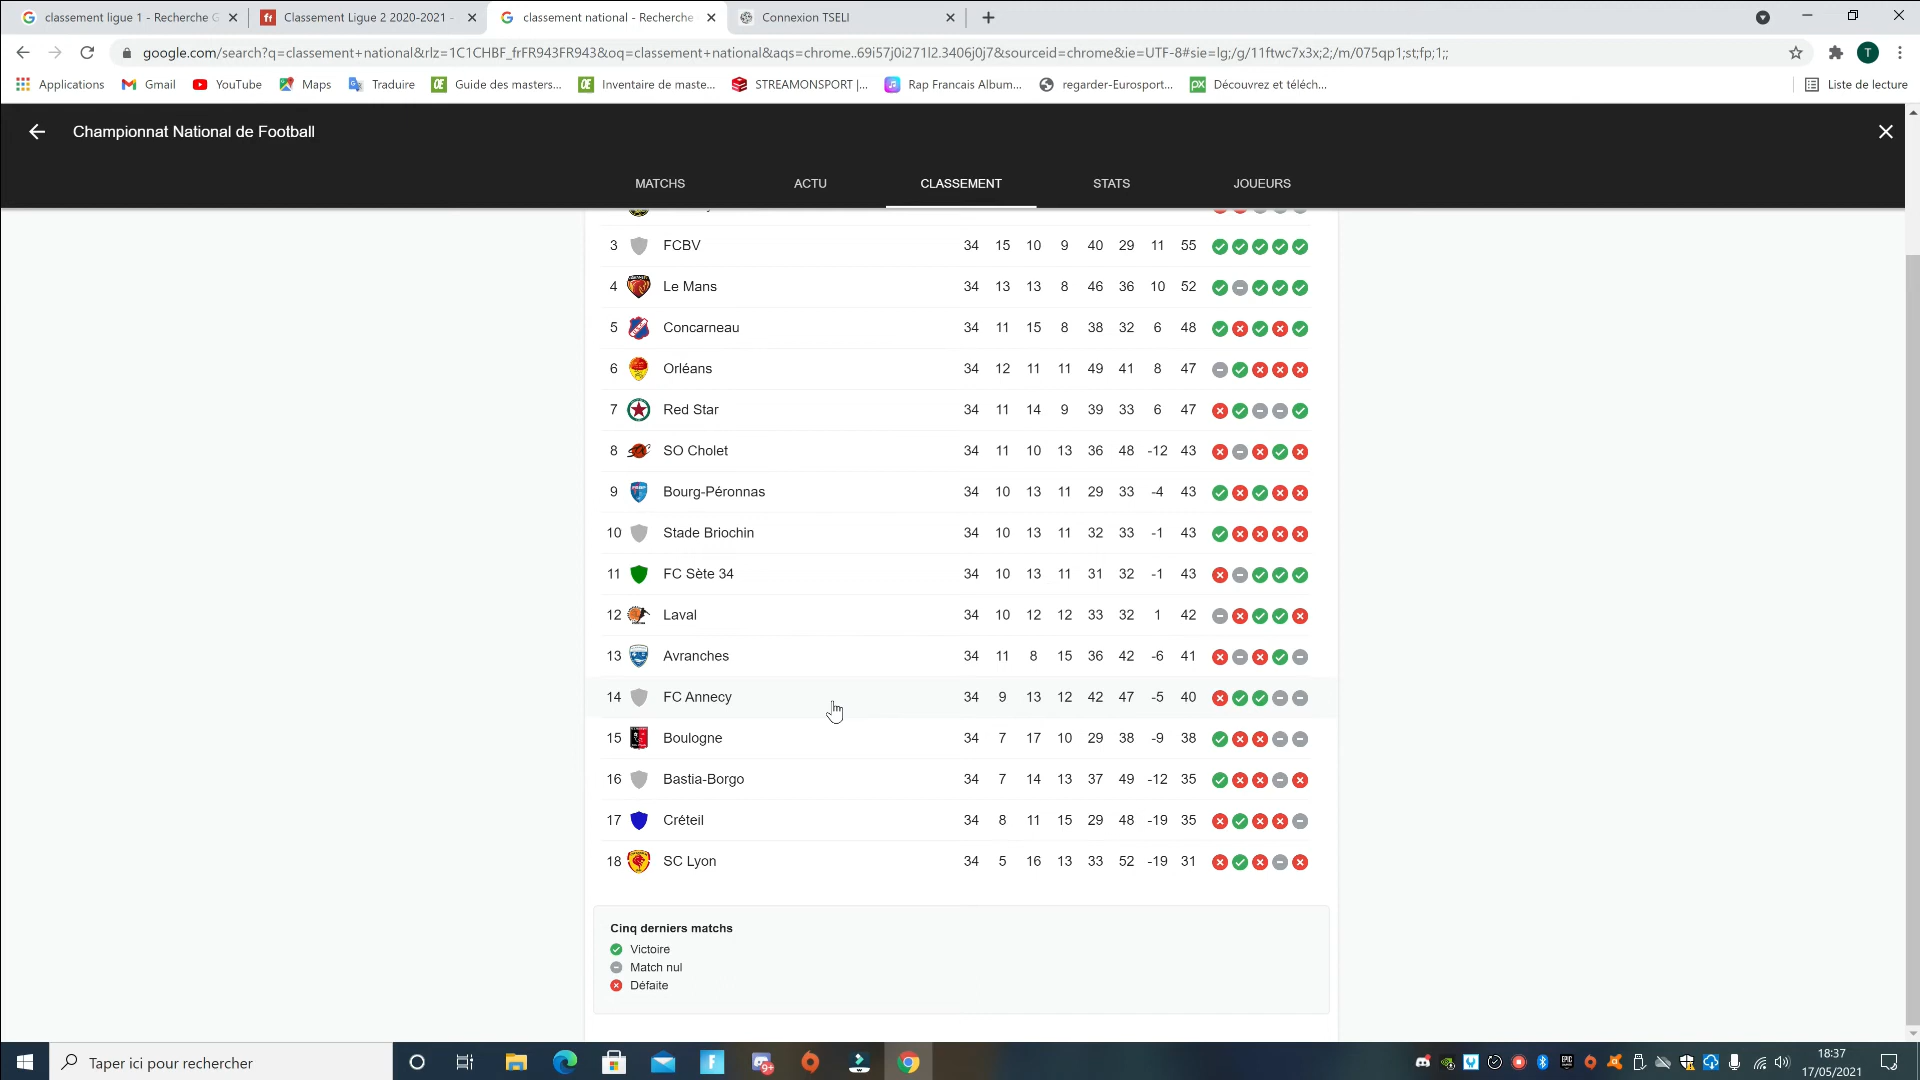 classement ligue 1 - Recherche G
Classement Ligue 2 2020-2021 -
classement national - Recherche
Connexion TSELI
google.com/search?q=classement+national&rlz=1C1CHBF_frFR943FR943&oq=classement+national&aqs=chrome..69i57j0i271l2.3406j0j7&sourceid=chrome&ie=UTF-8#sie=lg;/g/11ftwc7x3x;2;/m/075qp1;st;fp;1;;
T
Applications Gmail YouTube Maps Traduire Guide des masters... Inventaire de maste... STREAMONSPORT |... Rap Francais Album... regarder-Eurosport... Découvrez et téléch... Liste de lecture
Championnat National de Football
MATCHS ACTU CLASSEMENT STATS JOUEURS
3 FCBV 34 15 10 9 40 29 11 55
4 Le Mans 34 13 13 8 46 36 10 52
5 Concarneau 34 11 15 8 38 32 6 48
6 Orléans 34 12 11 11 49 41 8 47
7 Red Star 34 11 14 9 39 33 6 47
8 SO Cholet 34 11 10 13 36 48 -12 43
9 Bourg-Péronnas 34 10 13 11 29 33 -4 43
10 Stade Briochin 34 10 13 11 32 33 -1 43
11 FC Sète 34 34 10 13 11 31 32 -1 43
12 Laval 34 10 12 12 33 32 1 42
13 Avranches 34 11 8 15 36 42 -6 41
14 FC Annecy 34 9 13 12 42 47 -5 40
15 Boulogne 34 7 17 10 29 38 -9 38
16 Bastia-Borgo 34 7 14 13 37 49 -12 35
17 Créteil 34 8 11 15 29 48 -19 35
18 SC Lyon 34 5 16 13 33 52 -19 31
Cinq derniers matchs
Victoire
Match nul
Défaite
Taper ici pour rechercher
9+
18:37
17/05/2021